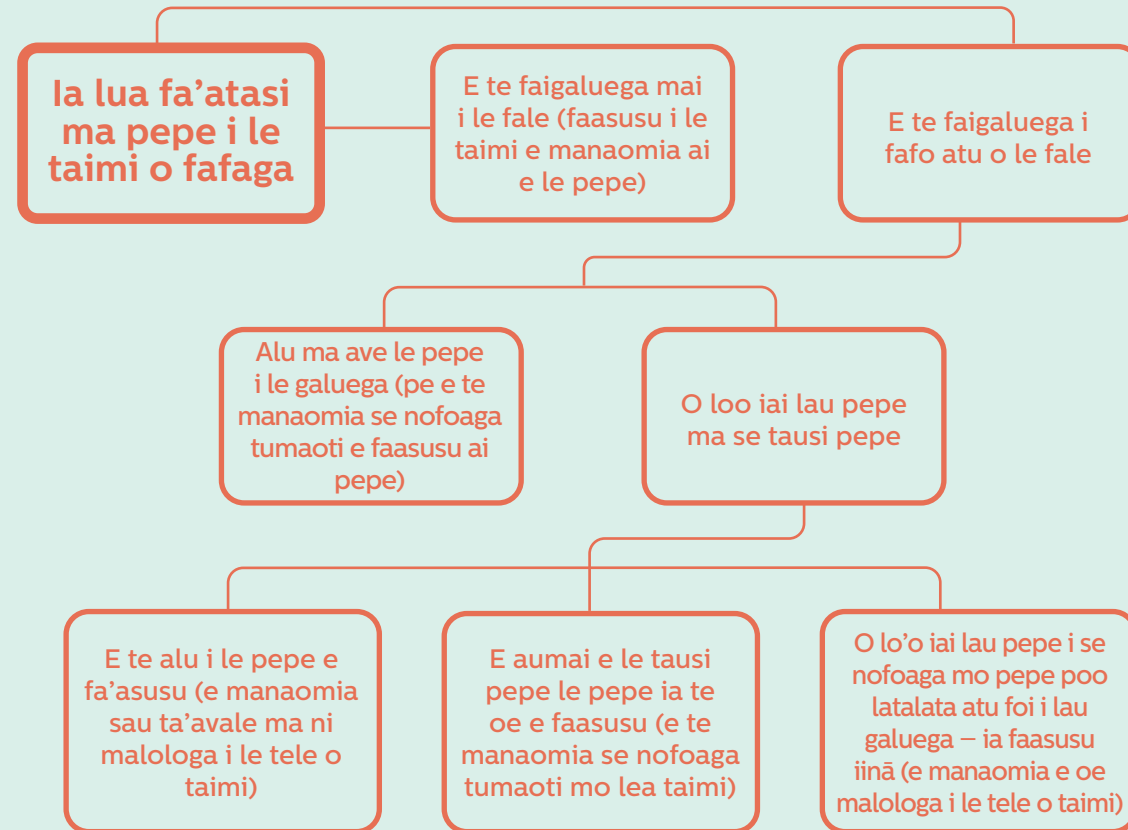 Ia lua fa’atasi
ma pepe i le
taimi o fafaga
E te faigaluega mai
i le fale (faasusu i le
taimi e manaomia ai
e le pepe)
E te faigaluega i
fafo atu o le fale
Alu ma ave le pepe
i le galuega (pe e te
manaomia se nofoaga
tumaoti e faasusu ai
pepe)
O loo iai lau pepe
ma se tausi pepe
E te alu i le pepe e
fa’asusu (e manaomia
sau ta’avale ma ni
malologa i le tele o
taimi)
E aumai e le tausi
pepe le pepe ia te
oe e faasusu (e te
manaomia se nofoaga
tumaoti mo lea taimi)
O lo’o iai lau pepe i se
nofoaga mo pepe poo
latalata atu foi i lau
galuega – ia faasusu
iinā (e manaomia e oe
malologa i le tele o taimi)